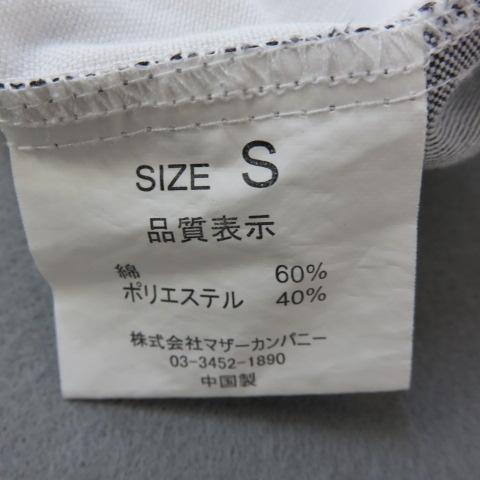 SIZE S
品質表示
綿 60%
ポリエステル 40%
株式会社マザーカンパニー
03-3452-1890
中国製